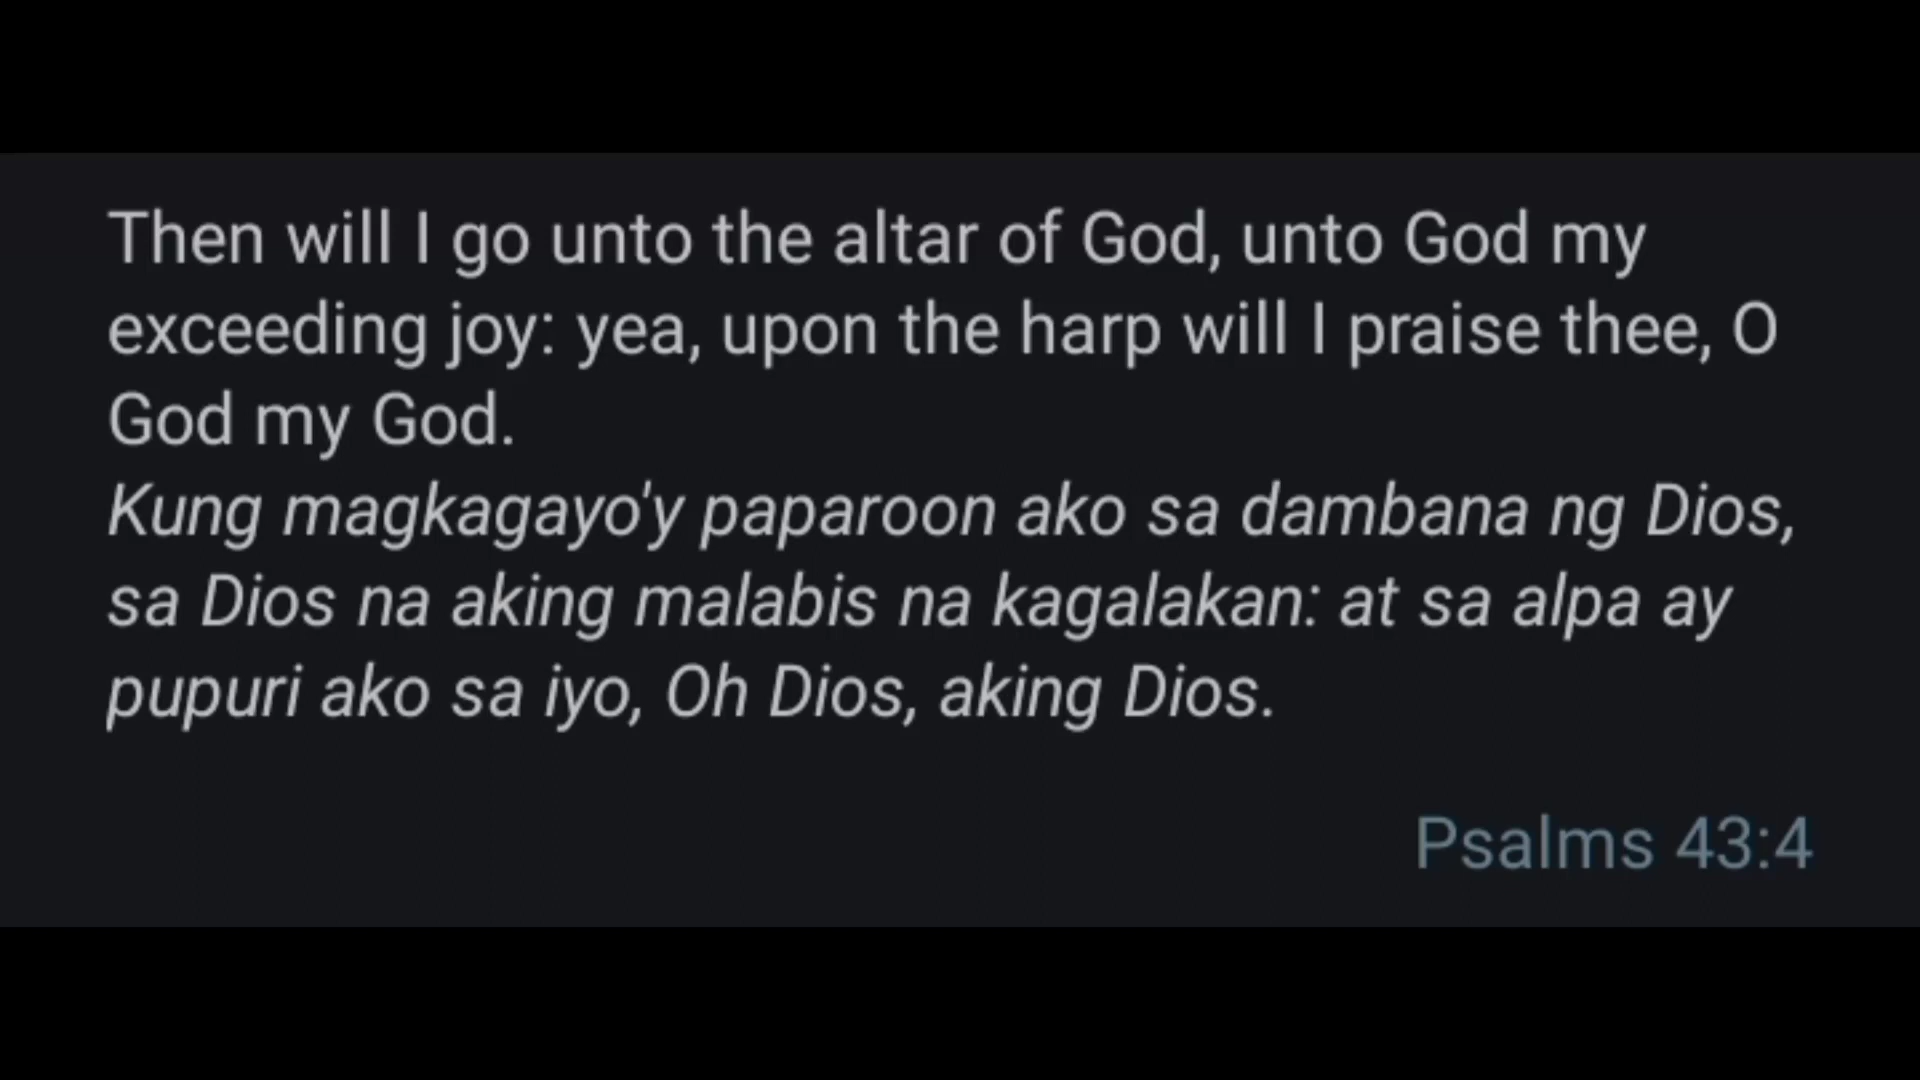 Then will I go unto the altar of God, unto God my
exceeding joy: yea, upon the harp will I praise thee, O
God my God.
Kung magkagayo'y paparoon ako sa dambana ng Dios,
sa Dios na aking malabis na kagalakan: at sa alpa ay
pupuri ako sa iyo, Oh Dios, aking Dios.
Psalms 43:4